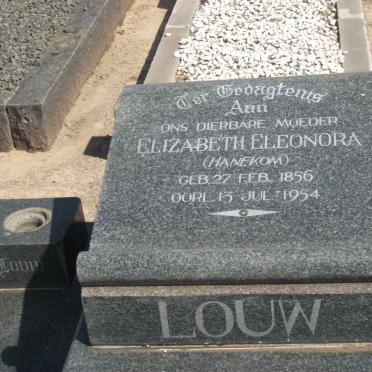 Ter Gedagtenis
Aan
ONS DIERBARE MOEDER
ELIZABETH ELEONORA
(HANEKOM)
GEB. 27 FEB. 1856
OORL. 13 JUL. 1954
LOUW
LOUW